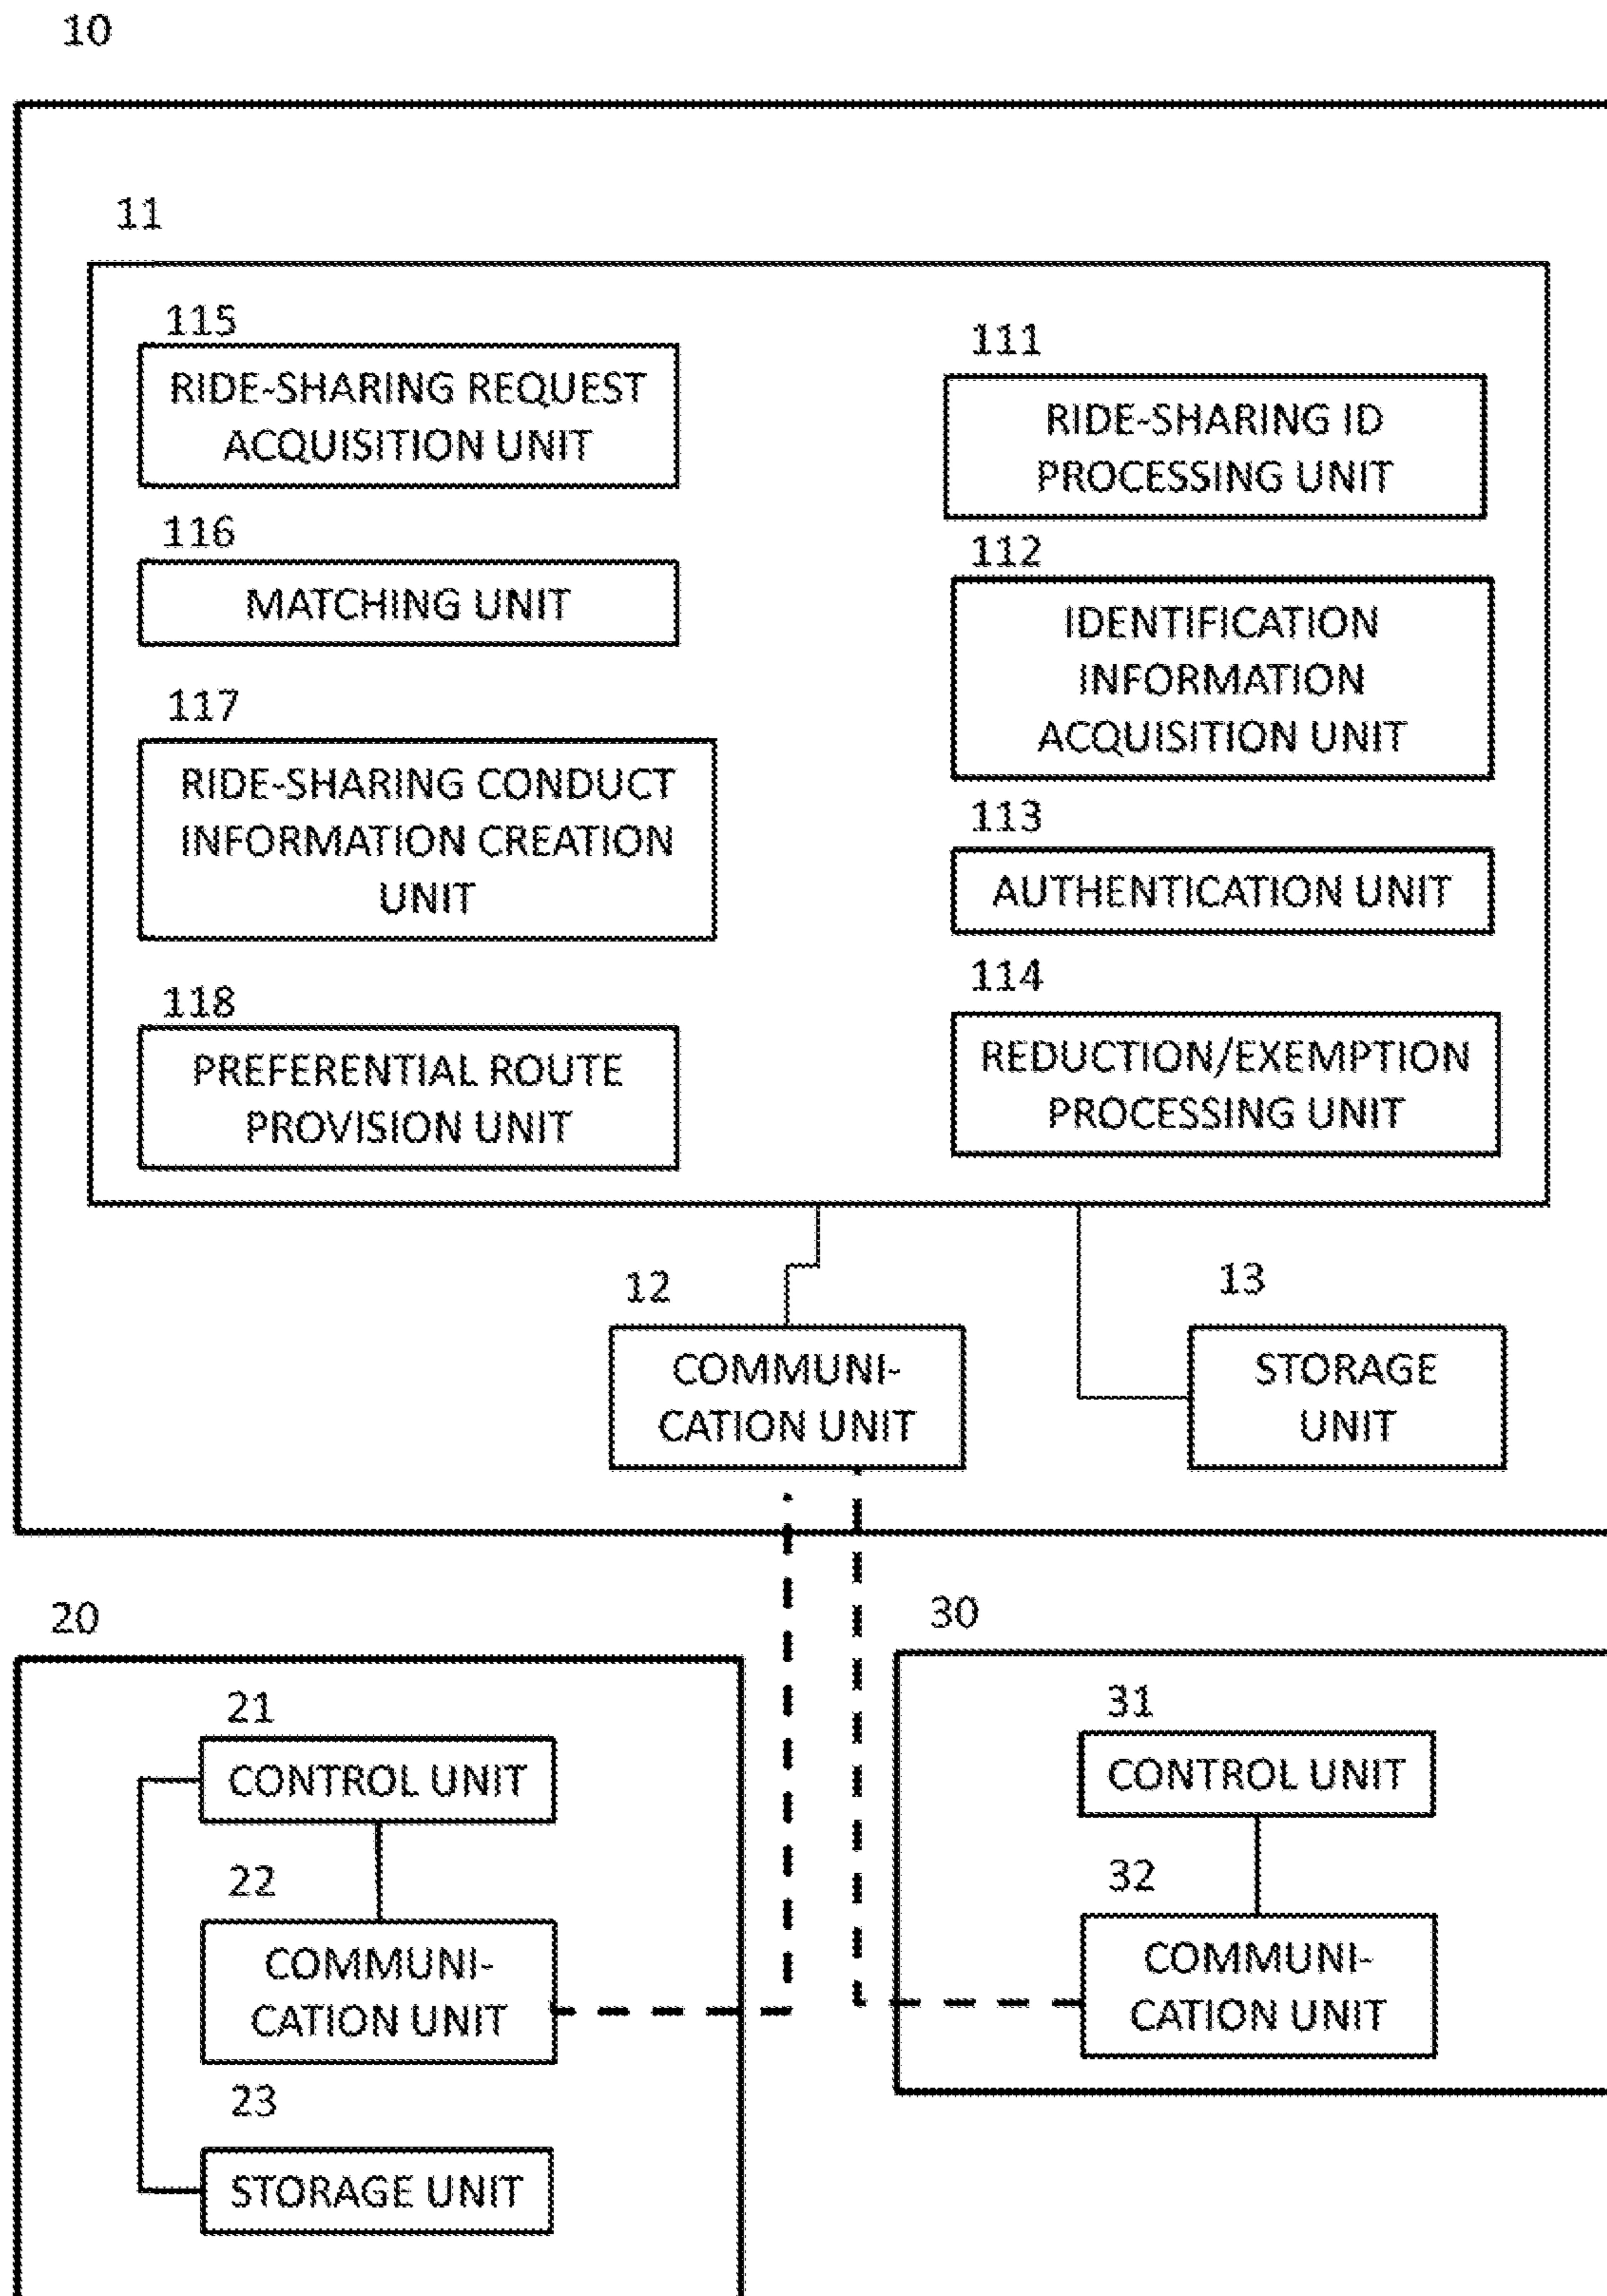 10
11
115
RIDE-SHARING REQUEST
ACQUISITION UNIT
116
MATCHING UNIT
117
RIDE-SHARING CONDUCT
INFORMATION CREATION
UNIT
118
PREFERENTIAL ROUTE
PROVISION UNIT
111
RIDE-SHARING ID
PROCESSING UNIT
112
IDENTIFICATION
INFORMATION
ACQUISITION UNIT
113
AUTHENTICATION UNIT
114
REDUCTION/EXEMPTION
PROCESSING UNIT
12
COMMUNI-
CATION UNIT
13
STORAGE
UNIT
20
21
CONTROL UNIT
22
COMMUNI-
CATION UNIT
23
STORAGE UNIT
30
31
CONTROL UNIT
32
COMMUNI-
CATION UNIT